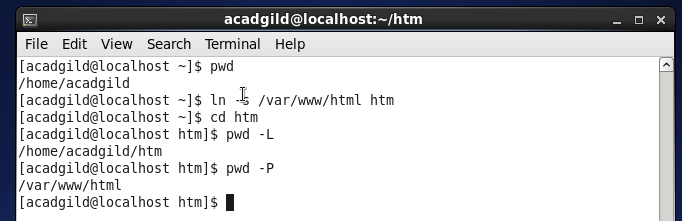 acadgild@localhost:~/htm
File Edit View Search Terminal Help
[acadgild@localhost ~]$ pwd
/home/acadgild
[acadgild@localhost ~]$ ln -s /var/www/html htm
[acadgild@localhost ~]$ cd htm
[acadgild@localhost htm]$ pwd -L
/home/acadgild/htm
[acadgild@localhost htm]$ pwd -P
/var/www/html
[acadgild@localhost htm]$